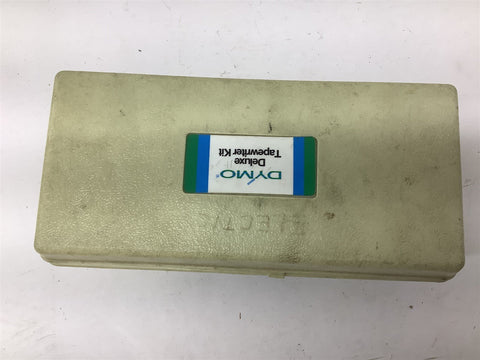 DYMO®
Deluxe
Tapewriter Kit